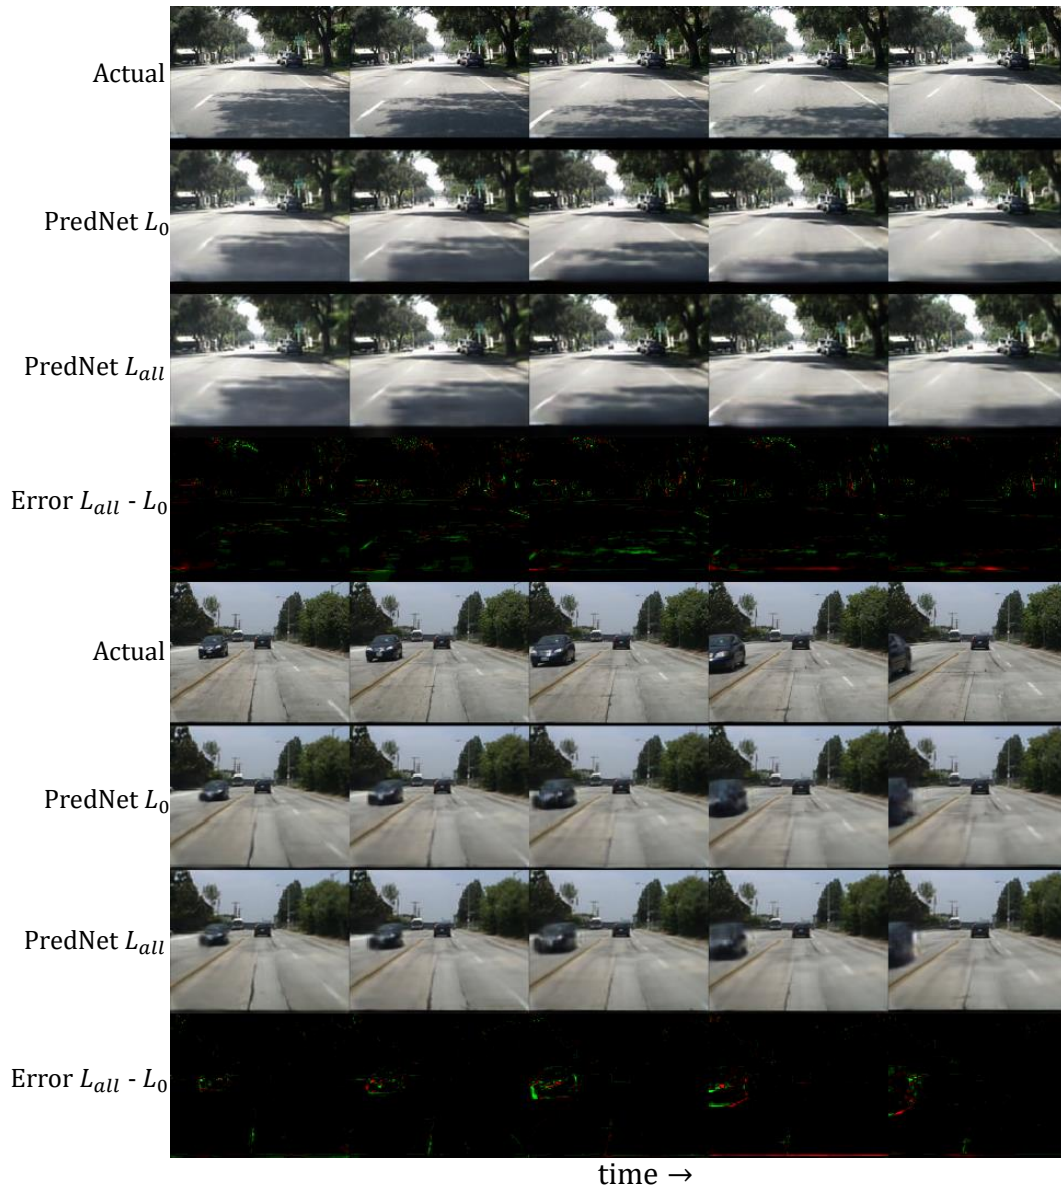 Actual
PredNet L₀
PredNet Lₐₗₗ
Error Lₐₗₗ - L₀
Actual
PredNet L₀
PredNet Lₐₗₗ
Error Lₐₗₗ - L₀
time →